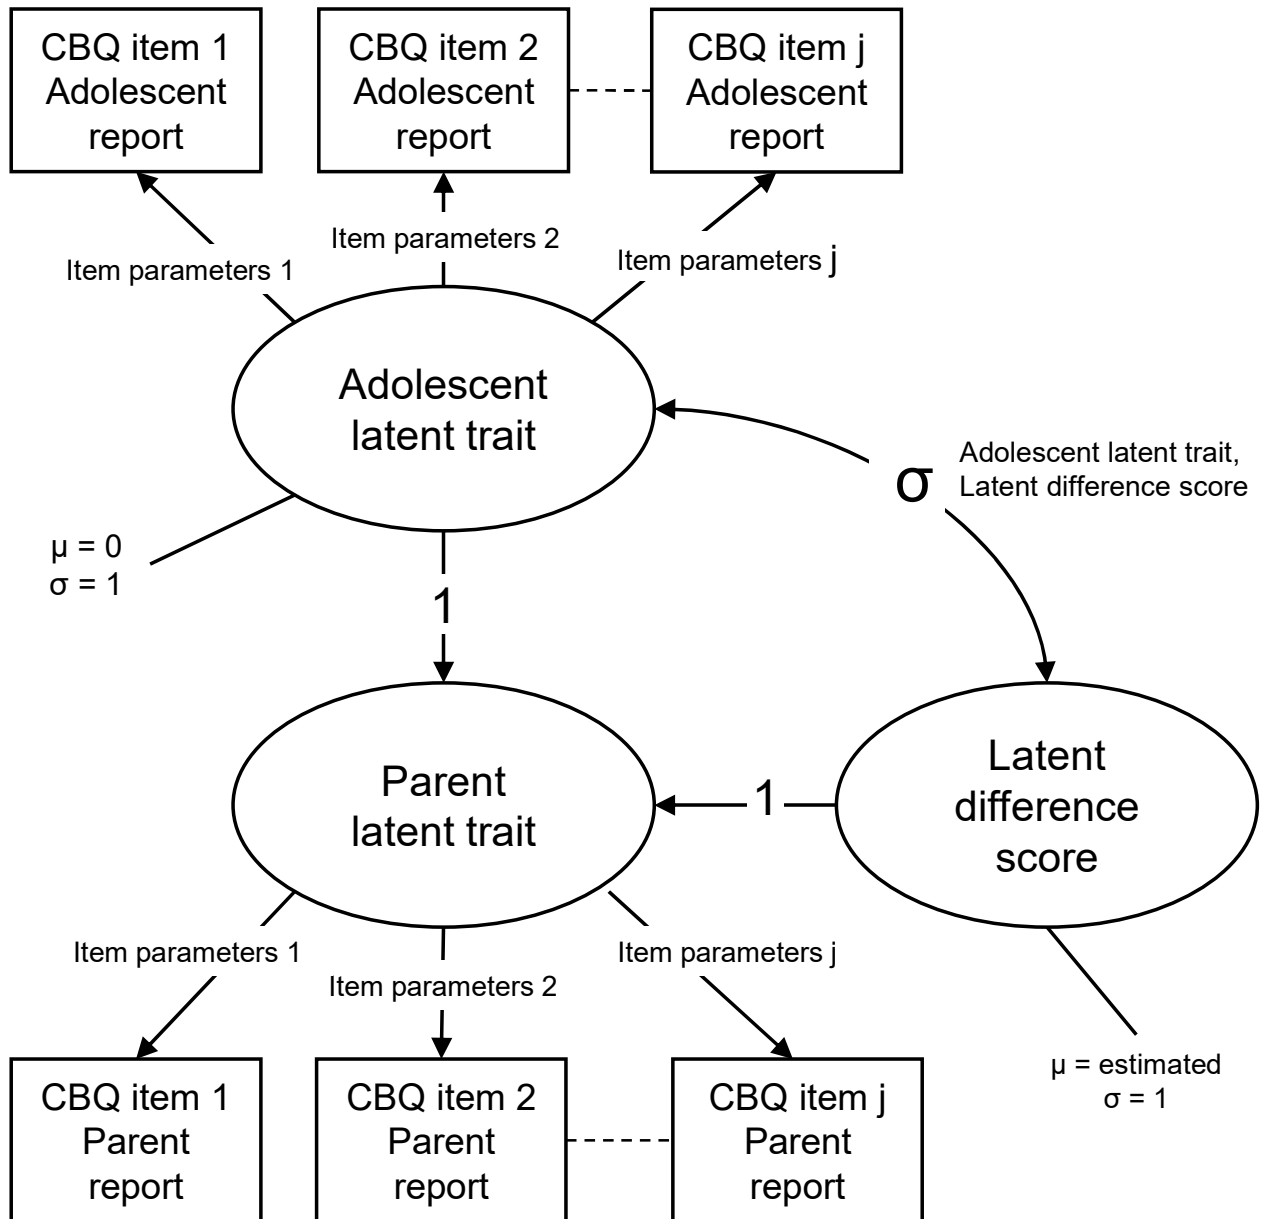 CBQ item 1
Adolescent
report
CBQ item 2
Adolescent
report
CBQ item j
Adolescent
report
Item parameters 1
Item parameters 2
Item parameters j
Adolescent
latent trait
σ
Adolescent latent trait,
Latent difference score
μ = 0
σ = 1
1
Parent
latent trait
1
Latent
difference
score
Item parameters 1
Item parameters 2
Item parameters j
μ = estimated
σ = 1
CBQ item 1
Parent
report
CBQ item 2
Parent
report
CBQ item j
Parent
report